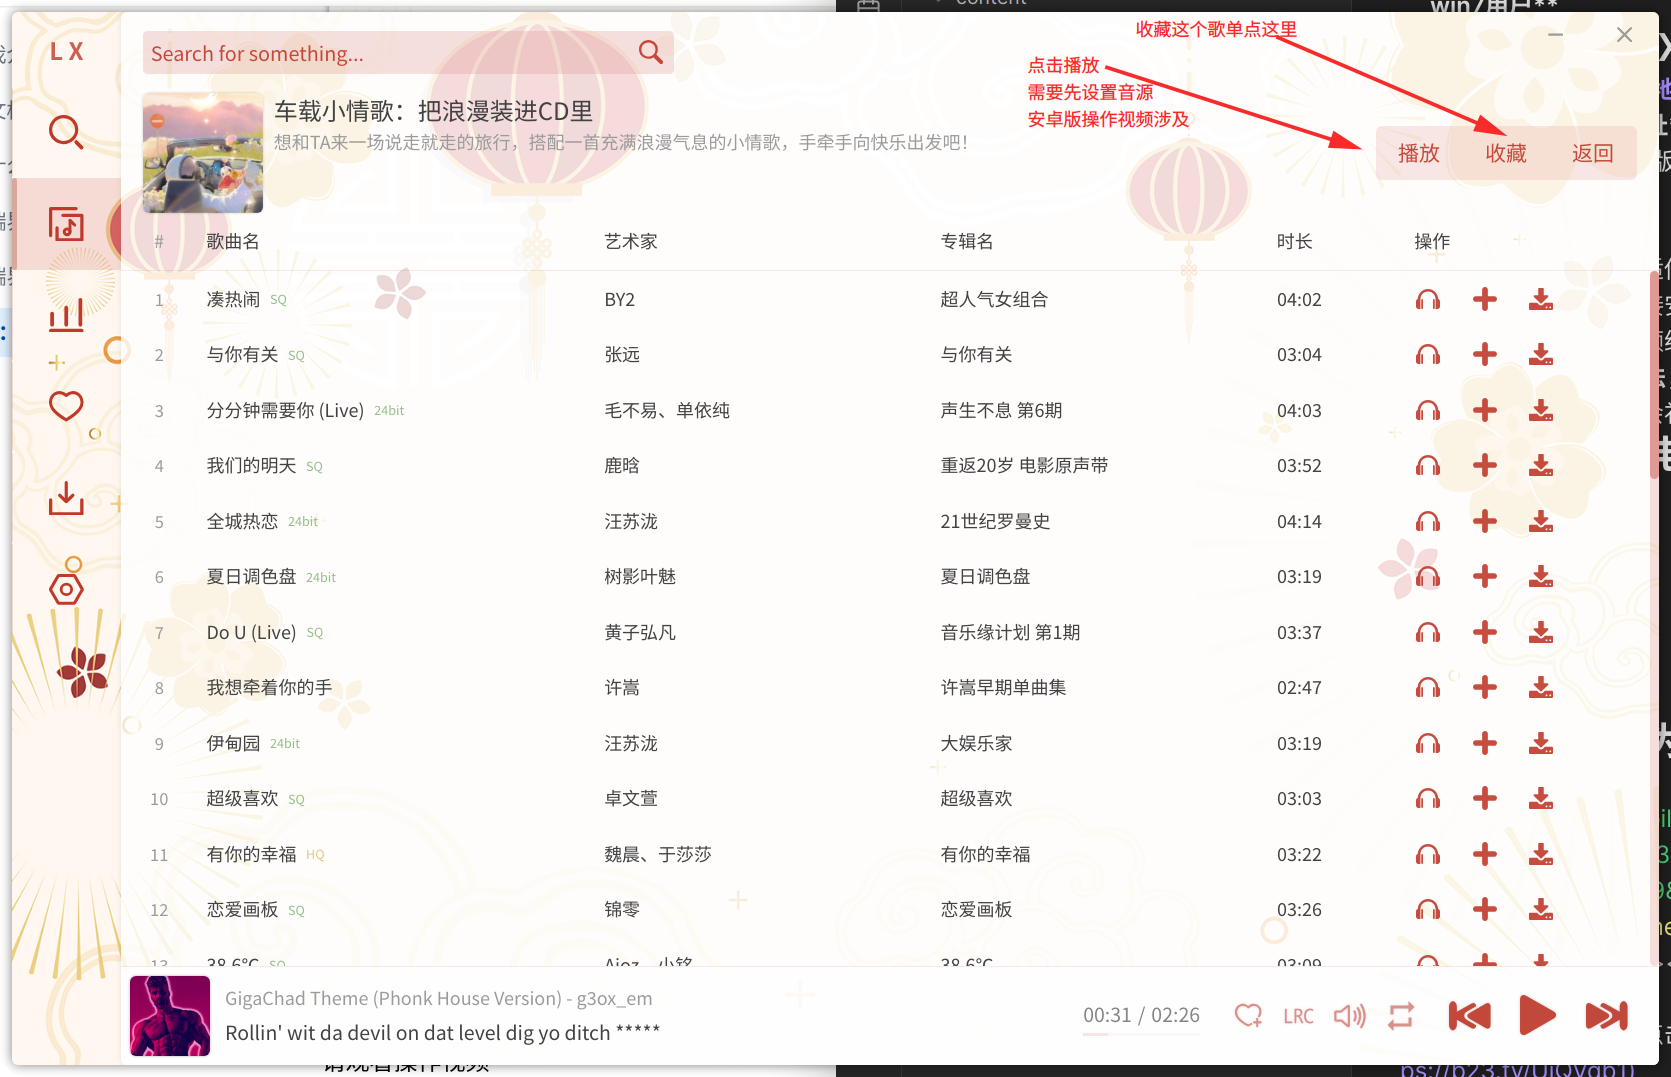 content
win7用户**
LX
Search for something...
收藏这个歌单点这里
点击播放
需要先设置音源
安卓版操作视频涉及
车载小情歌：把浪漫装进CD里
想和TA来一场说走就走的旅行，搭配一首充满浪漫气息的小情歌，手牵手向快乐出发吧！
播放 收藏 返回
# 歌曲名 艺术家 专辑名 时长 操作
1 凑热闹 SQ BY2 超人气女组合 04:02
2 与你有关 SQ 张远 与你有关 03:04
3 分分钟需要你 (Live) 24bit 毛不易、单依纯 声生不息 第6期 04:03
4 我们的明天 SQ 鹿晗 重返20岁 电影原声带 03:52
5 全城热恋 24bit 汪苏泷 21世纪罗曼史 04:14
6 夏日调色盘 24bit 树影叶魅 夏日调色盘 03:19
7 Do U (Live) SQ 黄子弘凡 音乐缘计划 第1期 03:37
8 我想牵着你的手 许嵩 许嵩早期单曲集 02:47
9 伊甸园 24bit 汪苏泷 大娱乐家 03:19
10 超级喜欢 SQ 卓文萱 超级喜欢 03:03
11 有你的幸福 HQ 魏晨、于莎莎 有你的幸福 03:22
12 恋爱画板 SQ 锦零 恋爱画板 03:26
13 38.6℃ SQ Aioz、小铭 38.6℃ 03:09
GigaChad Theme (Phonk House Version) - g3ox_em
Rollin' wit da devil on dat level dig yo ditch *****
00:31 / 02:26 LRC
请观看操作视频